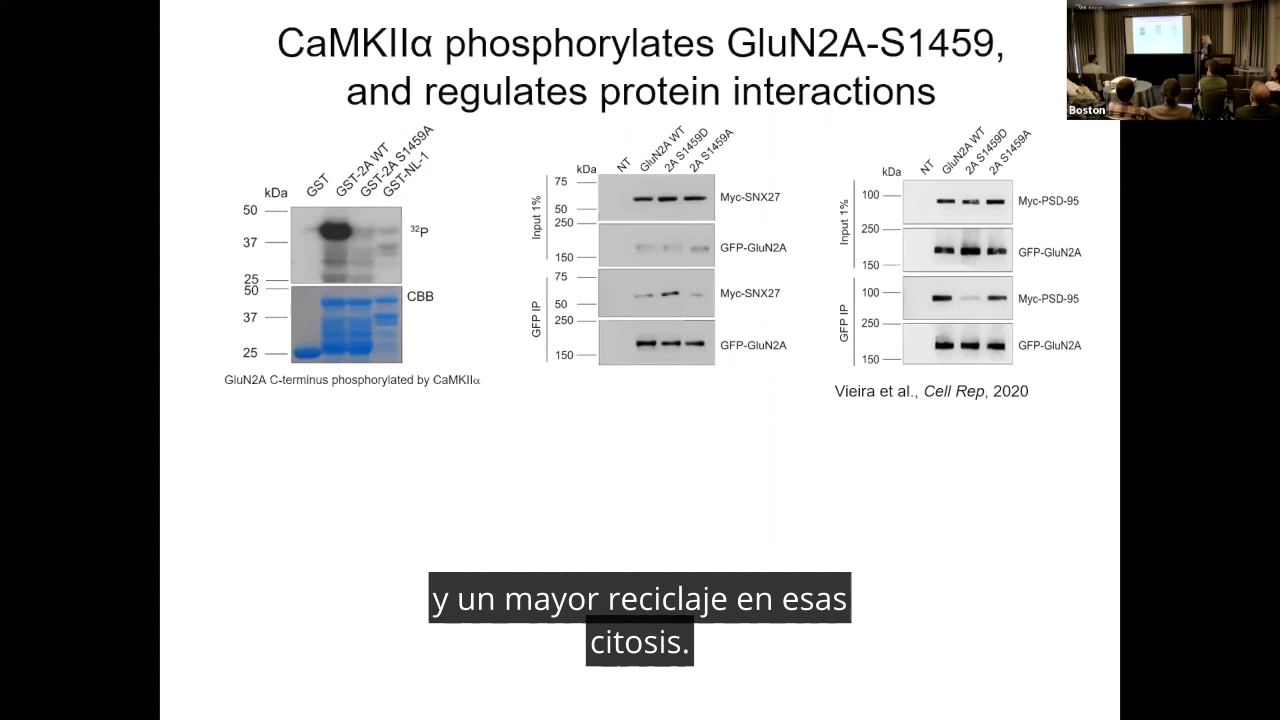 CaMKIIα phosphorylates GluN2A-S1459,
and regulates protein interactions
Boston
kDa
GST
GST-2A WT
GST-2A S1459A
GST-NL-1
50
37
25
32P
50
37
25
CBB
GluN2A C-terminus phosphorylated by CaMKIIα
kDa
NT
GluN2A WT
2A S1459D
2A S1459A
Input 1%
75
50
Myc-SNX27
250
150
GFP-GluN2A
GFP IP
75
50
Myc-SNX27
250
150
GFP-GluN2A
kDa
NT
GluN2A WT
2A S1459D
2A S1459A
Input 1%
100
Myc-PSD-95
250
150
GFP-GluN2A
GFP IP
100
Myc-PSD-95
250
150
GFP-GluN2A
Vieira et al., Cell Rep, 2020
y un mayor reciclaje en esas
citosis.